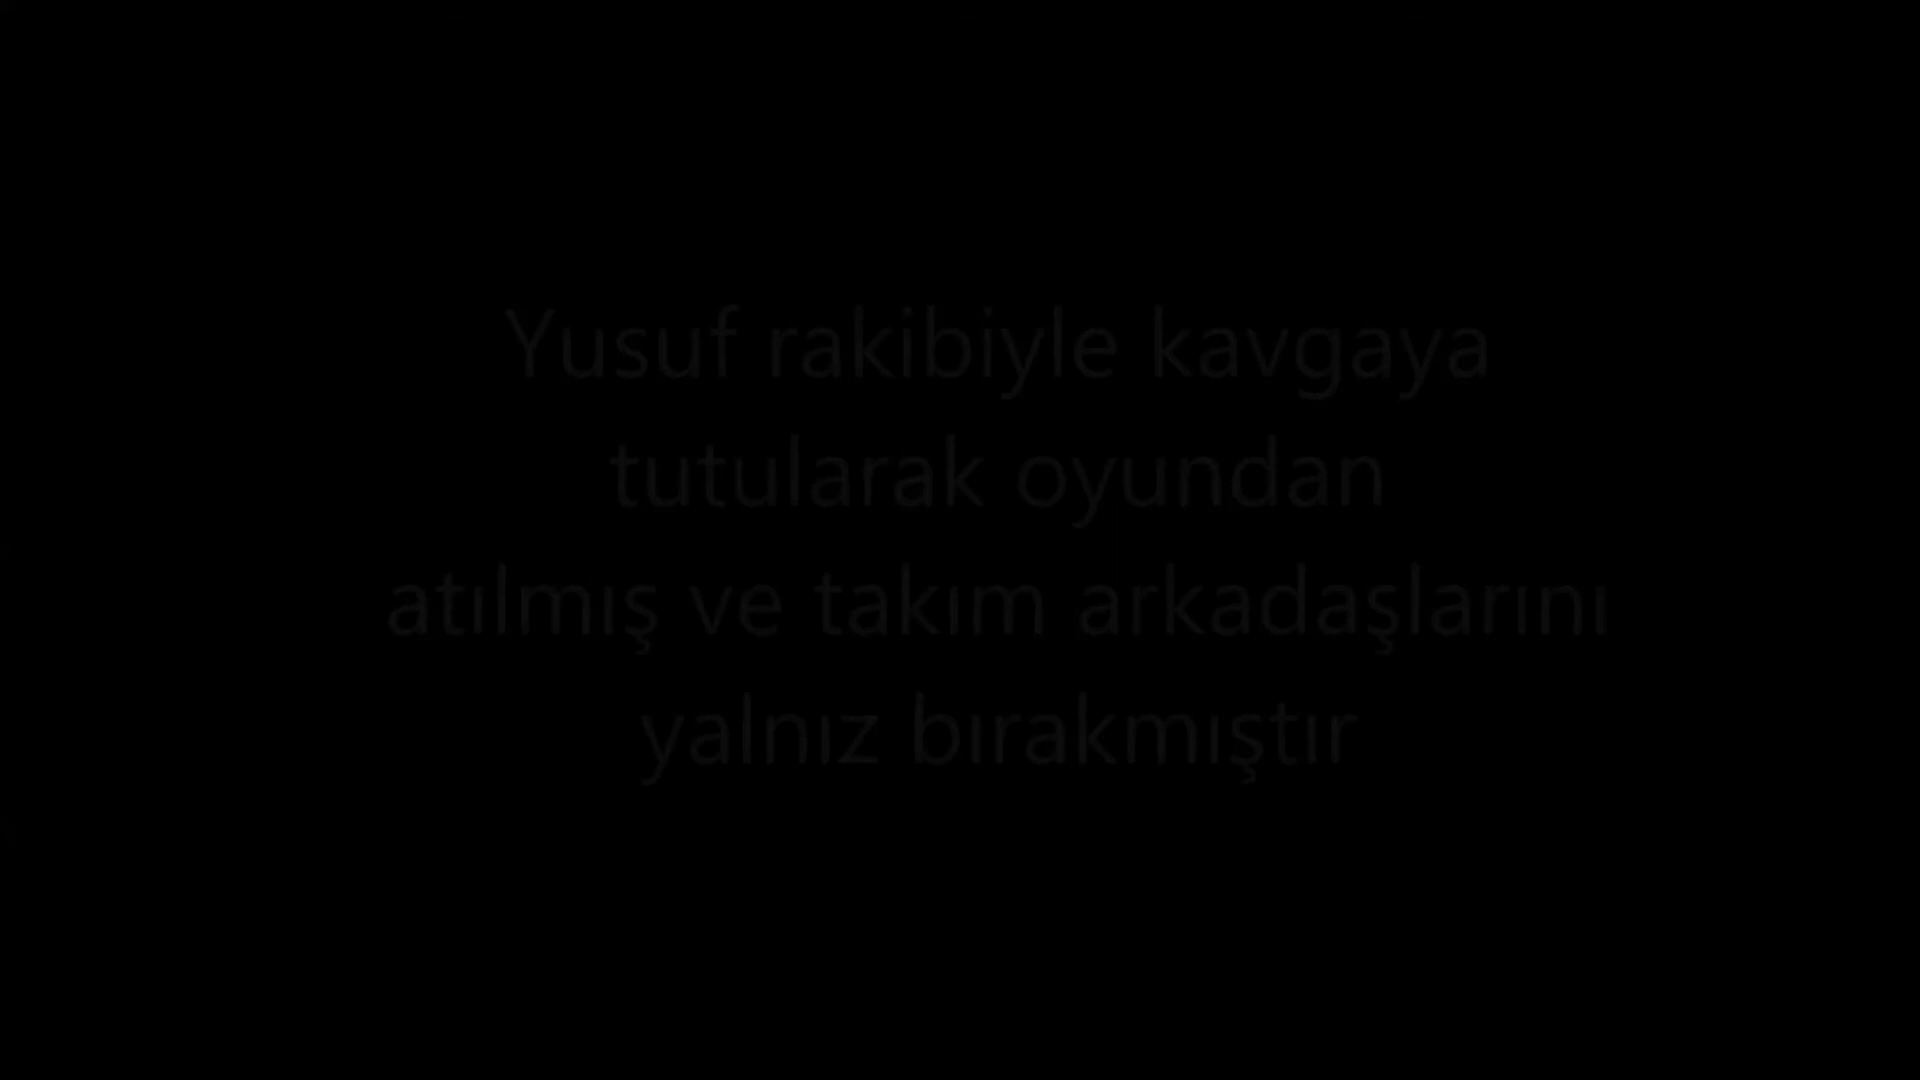 Yusuf rakibiyle kavgaya
tutularak oyundan
atılmış ve takım arkadaşlarını
yalnız bırakmıştır